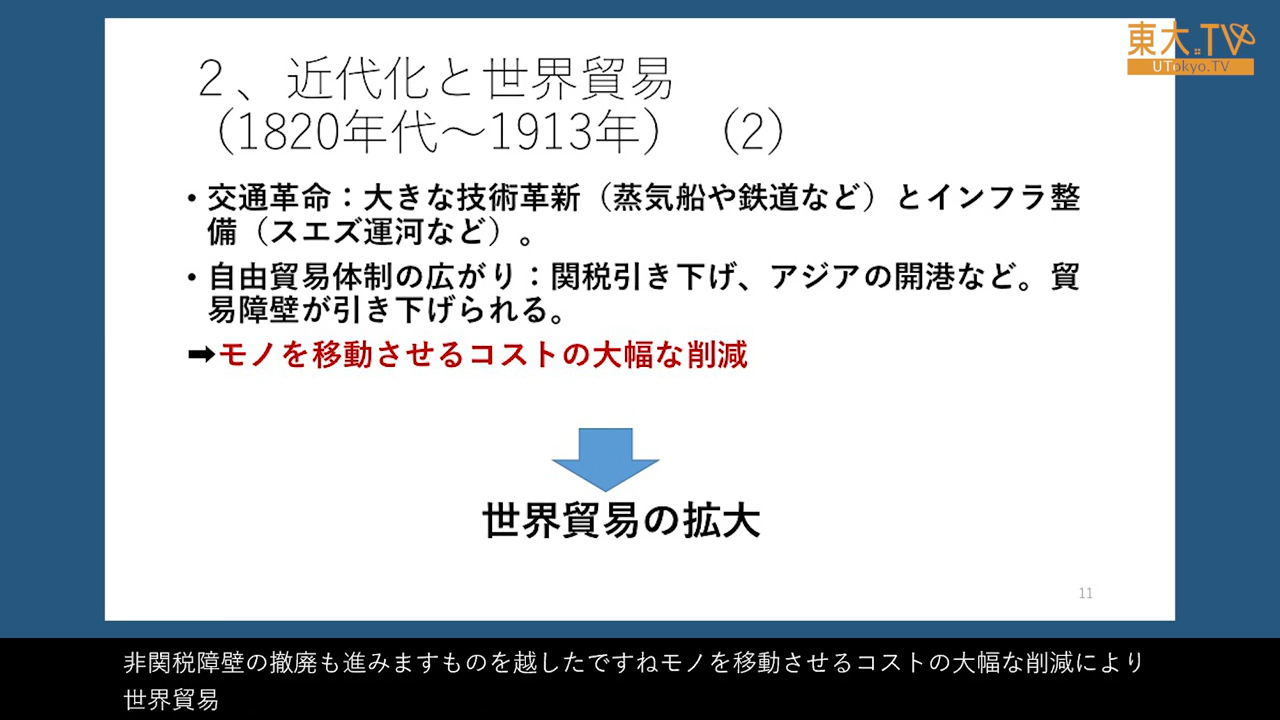 東大.TV
UTokyo.TV
2、近代化と世界貿易
（1820年代～1913年）（2）
・交通革命：大きな技術革新（蒸気船や鉄道など）とインフラ整
備（スエズ運河など）。
・自由貿易体制の広がり：関税引き下げ、アジアの開港など。貿
易障壁が引き下げられる。
➡モノを移動させるコストの大幅な削減
世界貿易の拡大
11
非関税障壁の撤廃も進みますものを越したですねモノを移動させるコストの大幅な削減により
世界貿易